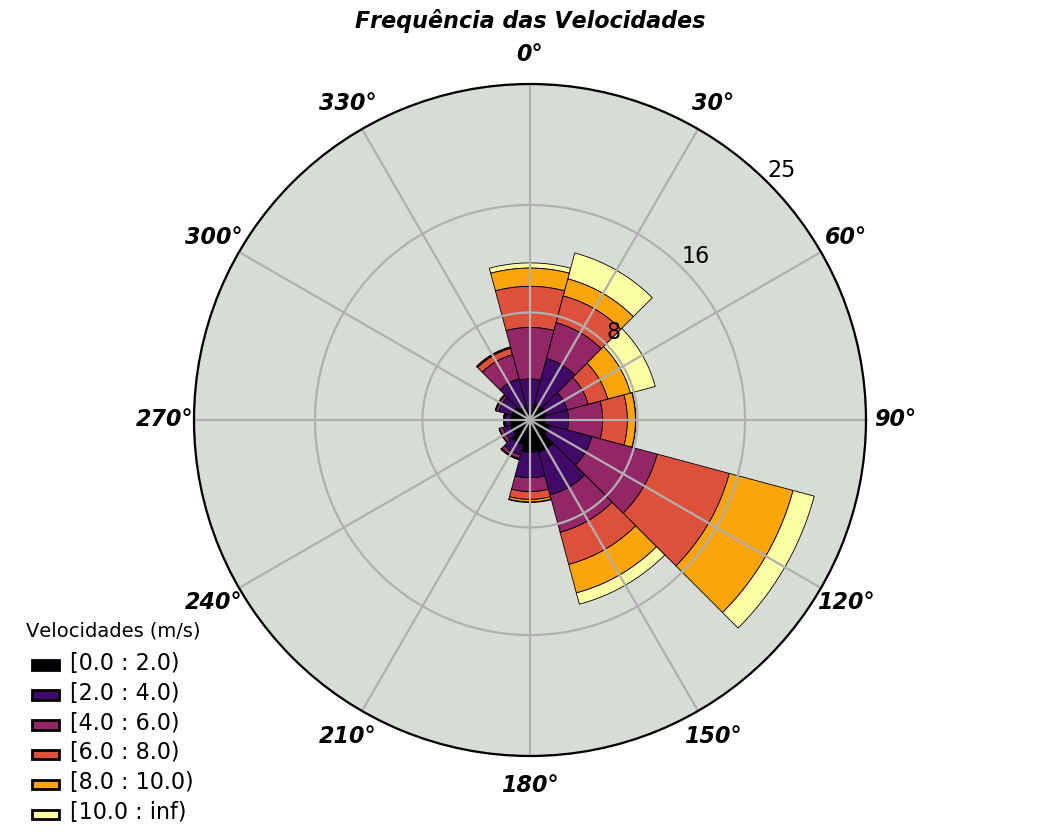 Frequência das Velocidades
0°
330°
30°
25
300°
60°
16
8
270°
90°
240°
120°
210°
150°
180°
Velocidades (m/s)
[0.0 : 2.0)
[2.0 : 4.0)
[4.0 : 6.0)
[6.0 : 8.0)
[8.0 : 10.0)
[10.0 : inf)